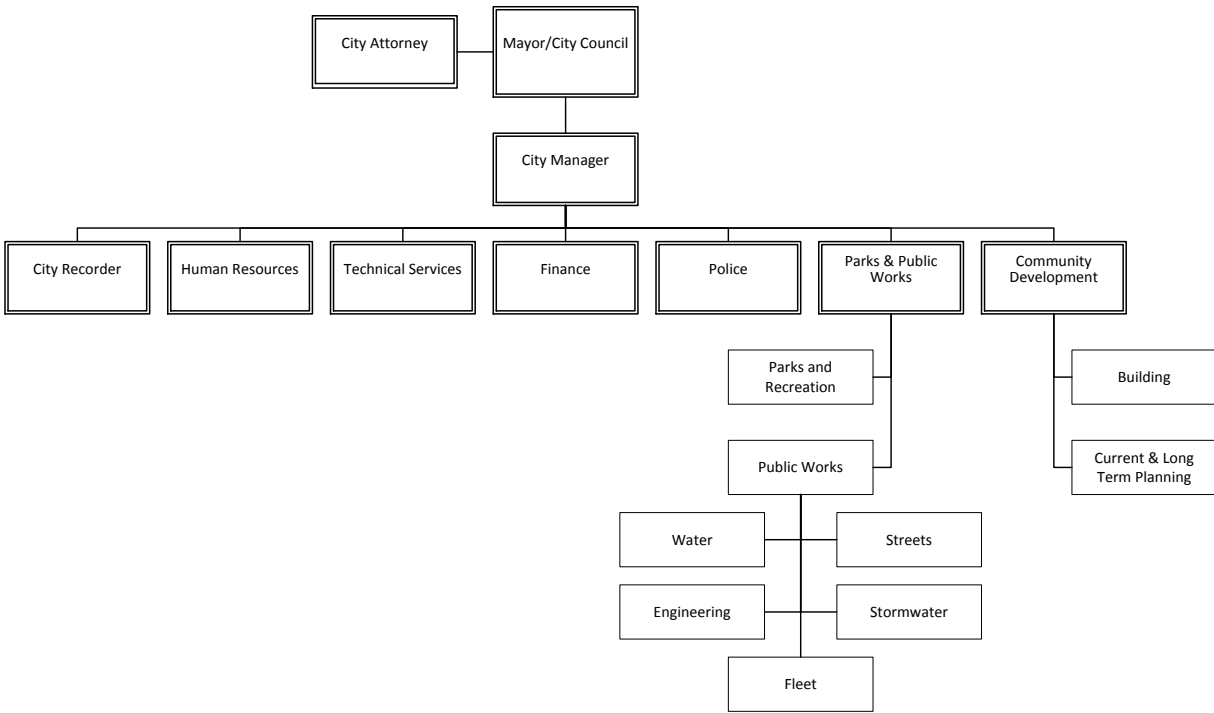 City Attorney
Mayor/City Council
City Manager
City Recorder
Human Resources
Technical Services
Finance
Police
Parks & Public
Works
Community
Development
Parks and
Recreation
Building
Public Works
Current & Long
Term Planning
Water
Streets
Engineering
Stormwater
Fleet